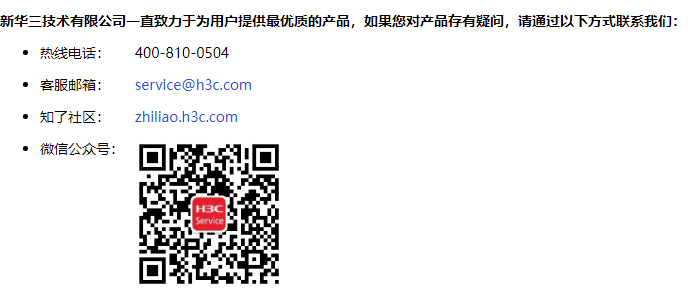 新华三技术有限公司一直致力于为用户提供最优质的产品，如果您对产品存有疑问，请通过以下方式联系我们：
热线电话： 400-810-0504
客服邮箱： service@h3c.com
知了社区： zhiliao.h3c.com
微信公众号：
H3C
Service